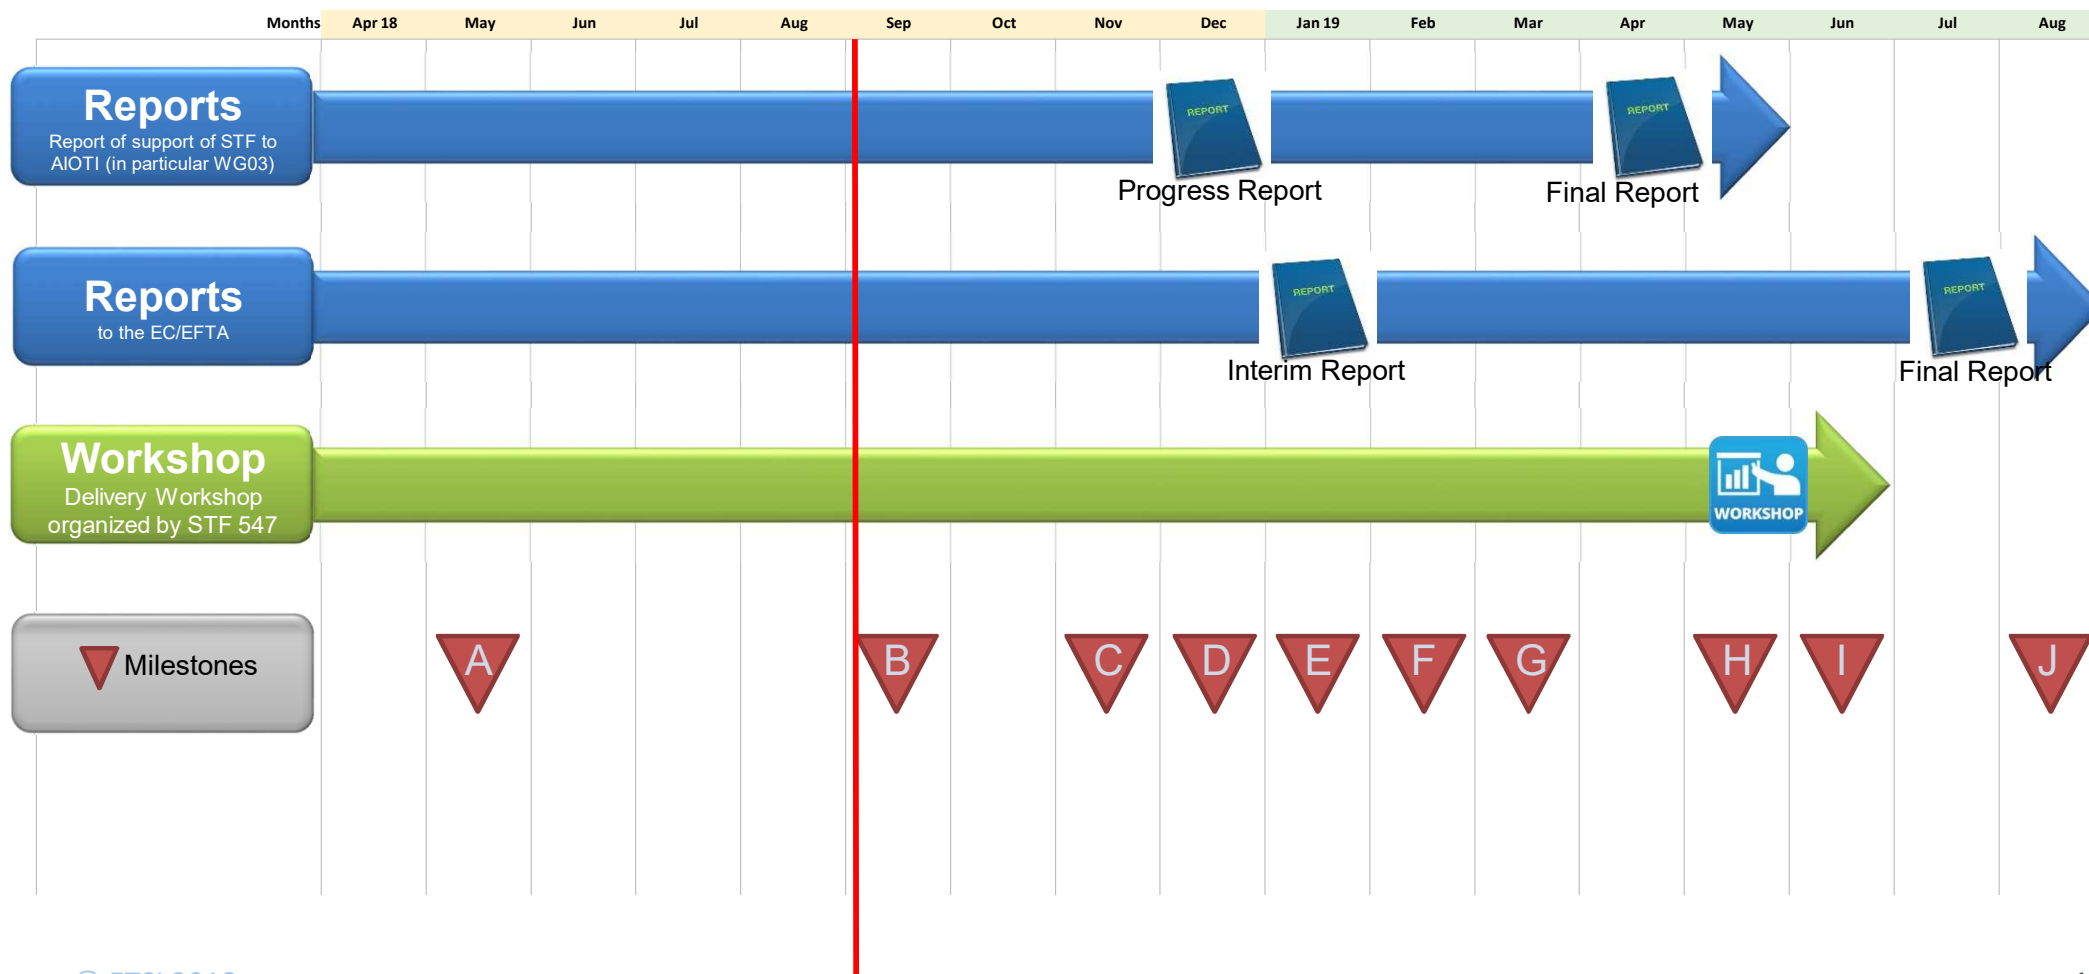 Months Apr 18 May Jun Jul Aug Sep Oct Nov Dec Jan 19 Feb Mar Apr May Jun Jul Aug
Reports
Report of support of STF to
AIOTI (in particular WG03)
REPORT
REPORT
Progress Report
Final Report
Reports
to the EC/EFTA
REPORT
REPORT
Interim Report
Final Report
Workshop
Delivery Workshop
organized by STF 547
WORKSHOP
Milestones
A B C D E F G H I J